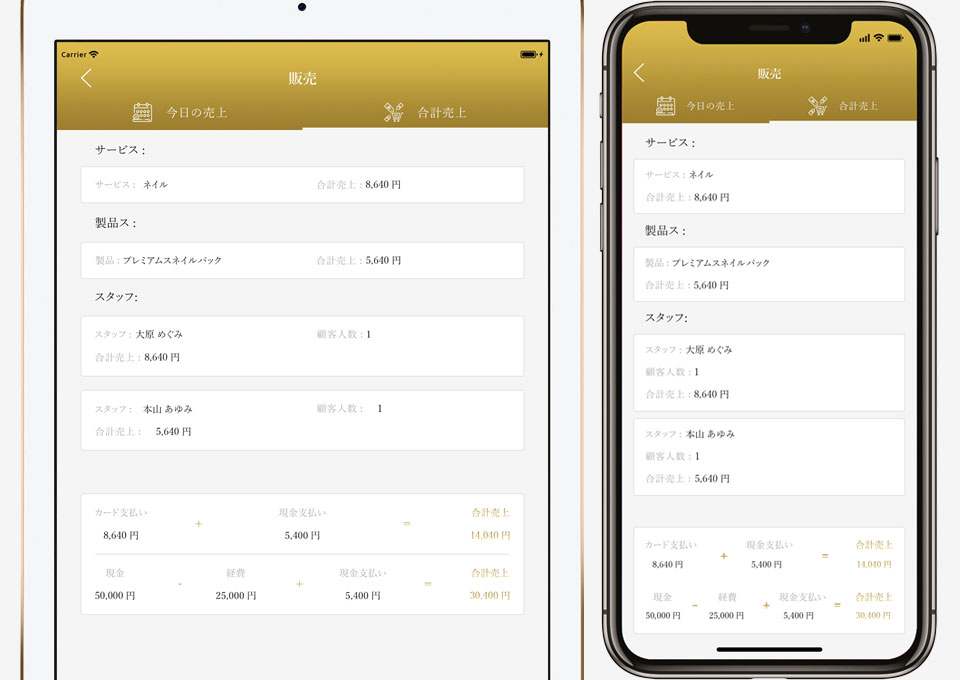 Carrier
販売
今日の売上 合計売上
サービス :
サービス : ネイル 合計売上 : 8,640 円
製品ス :
製品 : プレミアムスネイルパック 合計売上 : 5,640 円
スタッフ:
スタッフ : 大原 めぐみ 顧客人数 : 1
合計売上 : 8,640 円
スタッフ : 本山 あゆみ 顧客人数 : 1
合計売上 : 5,640 円
カード支払い 現金支払い 合計売上
8,640 円 + 5,400 円 = 14,040 円
現金 経費 現金支払い 合計売上
50,000 円 - 25,000 円 + 5,400 円 = 30,400 円
販売
今日の売上 合計売上
サービス :
サービス : ネイル
合計売上 : 8,640 円
製品ス :
製品 : プレミアムスネイルパック
合計売上 : 5,640 円
スタッフ:
スタッフ : 大原 めぐみ
顧客人数 : 1
合計売上 : 8,640 円
スタッフ : 本山 あゆみ
顧客人数 : 1
合計売上 : 5,640 円
カード支払い 現金支払い 合計売上
8,640 円 + 5,400 円 = 14,040 円
現金 経費 現金支払い 合計売上
50,000 円 - 25,000 円 + 5,400 円 = 30,400 円